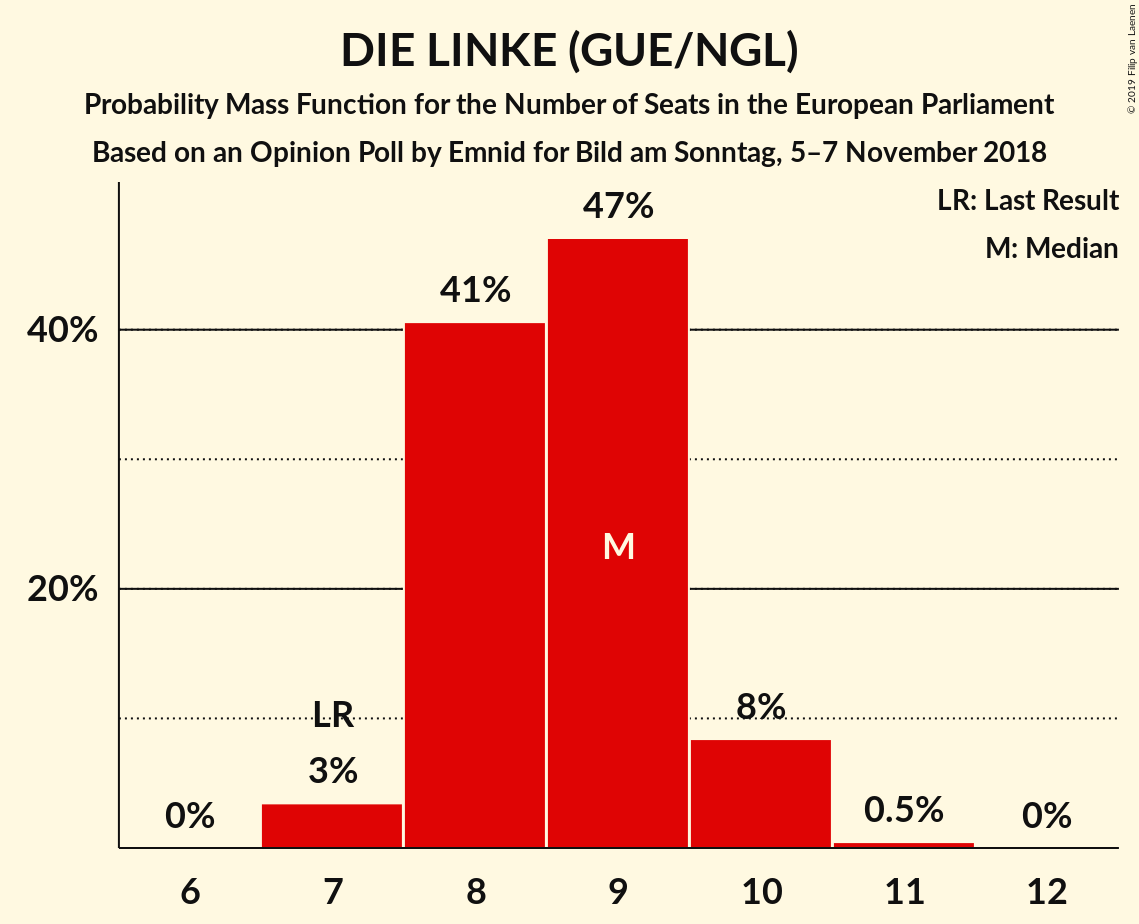 DIE LINKE (GUE/NGL)
Probability Mass Function for the Number of Seats in the European Parliament
Based on an Opinion Poll by Emnid for Bild am Sonntag, 5–7 November 2018
© 2019 Filip van Laenen
LR: Last Result
M: Median
47%
41%
40%
M
20%
LR
8%
3%
0%
0.5%
0%
6 7 8 9 10 11 12